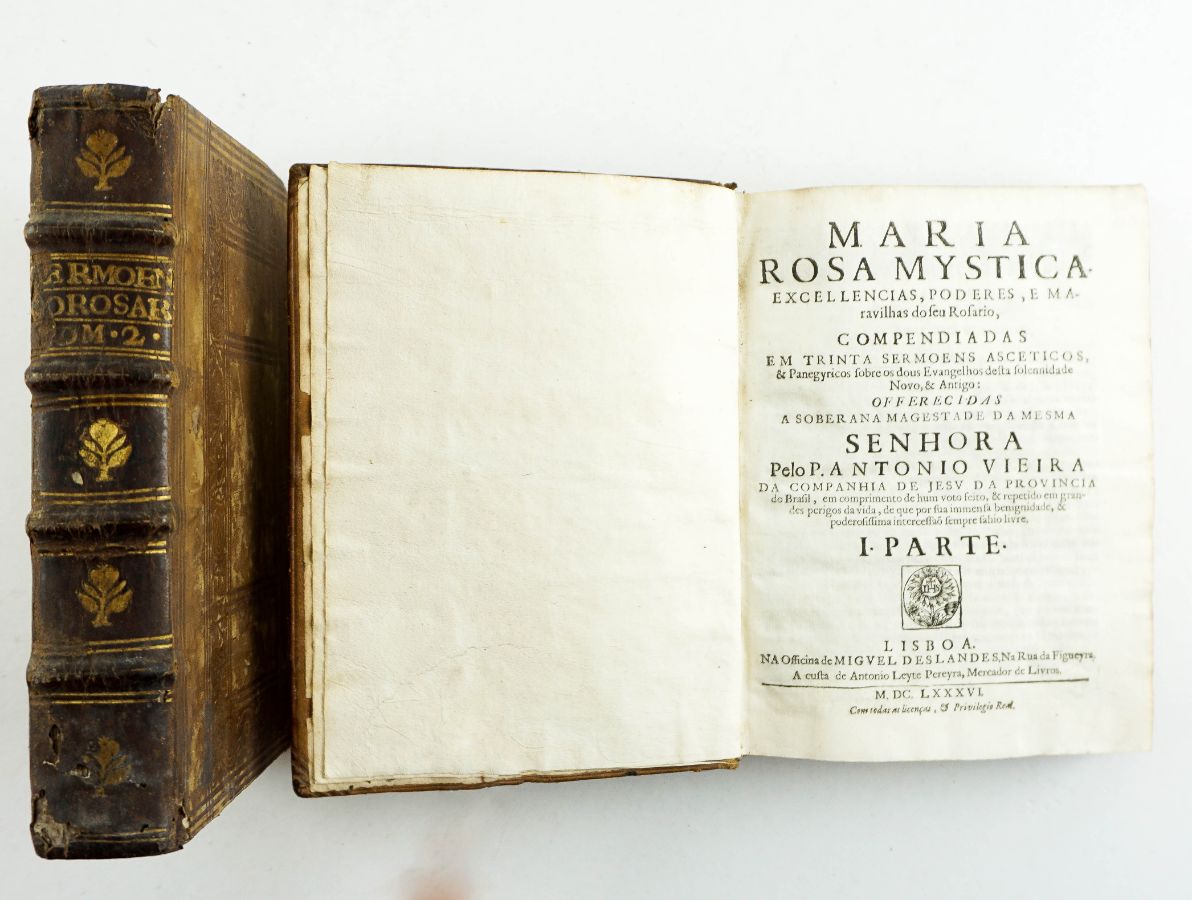 ERMOEN
OROSAR
OM·2·
MARIA
ROSA MYSTICA·
EXCELLENCIAS, PODERES, E MA-
ravilhas do ſeu Roſario,
COMPENDIADAS
EM TRINTA SERMOENS ASCETICOS,
& Panegyricos ſobre os dous Evangelhos deſta ſolennidade
Novo, & Antigo:
OFFERECIDAS
A SOBERANA MAGESTADE DA MESMA
SENHORA
Pelo P. ANTONIO VIEIRA
DA COMPANHIA DE JESV DA PROVINCIA
do Braſil, em comprimento de hum voto feito, & repetido em gran-
des perigos da vida, de que por ſua immenſa benignidade, &
poderoſiſſima interceſſaõ ſempre ſahio livre.
I· PARTE·
IHS
LISBOA.
NA Officina de MIGVEL DESLANDES, Na Rua da Figueyra.
A cuſta de Antonio Leyte Pereyra, Mercador de Livros.
M. DC. LXXXVI.
Com todas as licenças, & Privilegio Real.